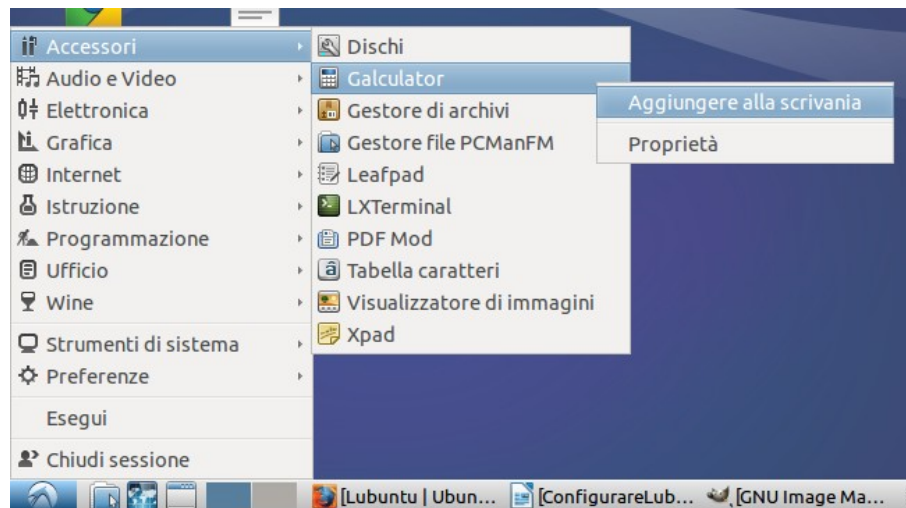 Accessori
Audio e Video
Elettronica
Grafica
Internet
Istruzione
Programmazione
Ufficio
Wine
Strumenti di sistema
Preferenze
Esegui
Chiudi sessione
Dischi
Galculator
Gestore di archivi
Gestore file PCManFM
Leafpad
LXTerminal
PDF Mod
Tabella caratteri
Visualizzatore di immagini
Xpad
Aggiungere alla scrivania
Proprietà
[Lubuntu | Ubun... [ConfigurareLub... [GNU Image Ma...